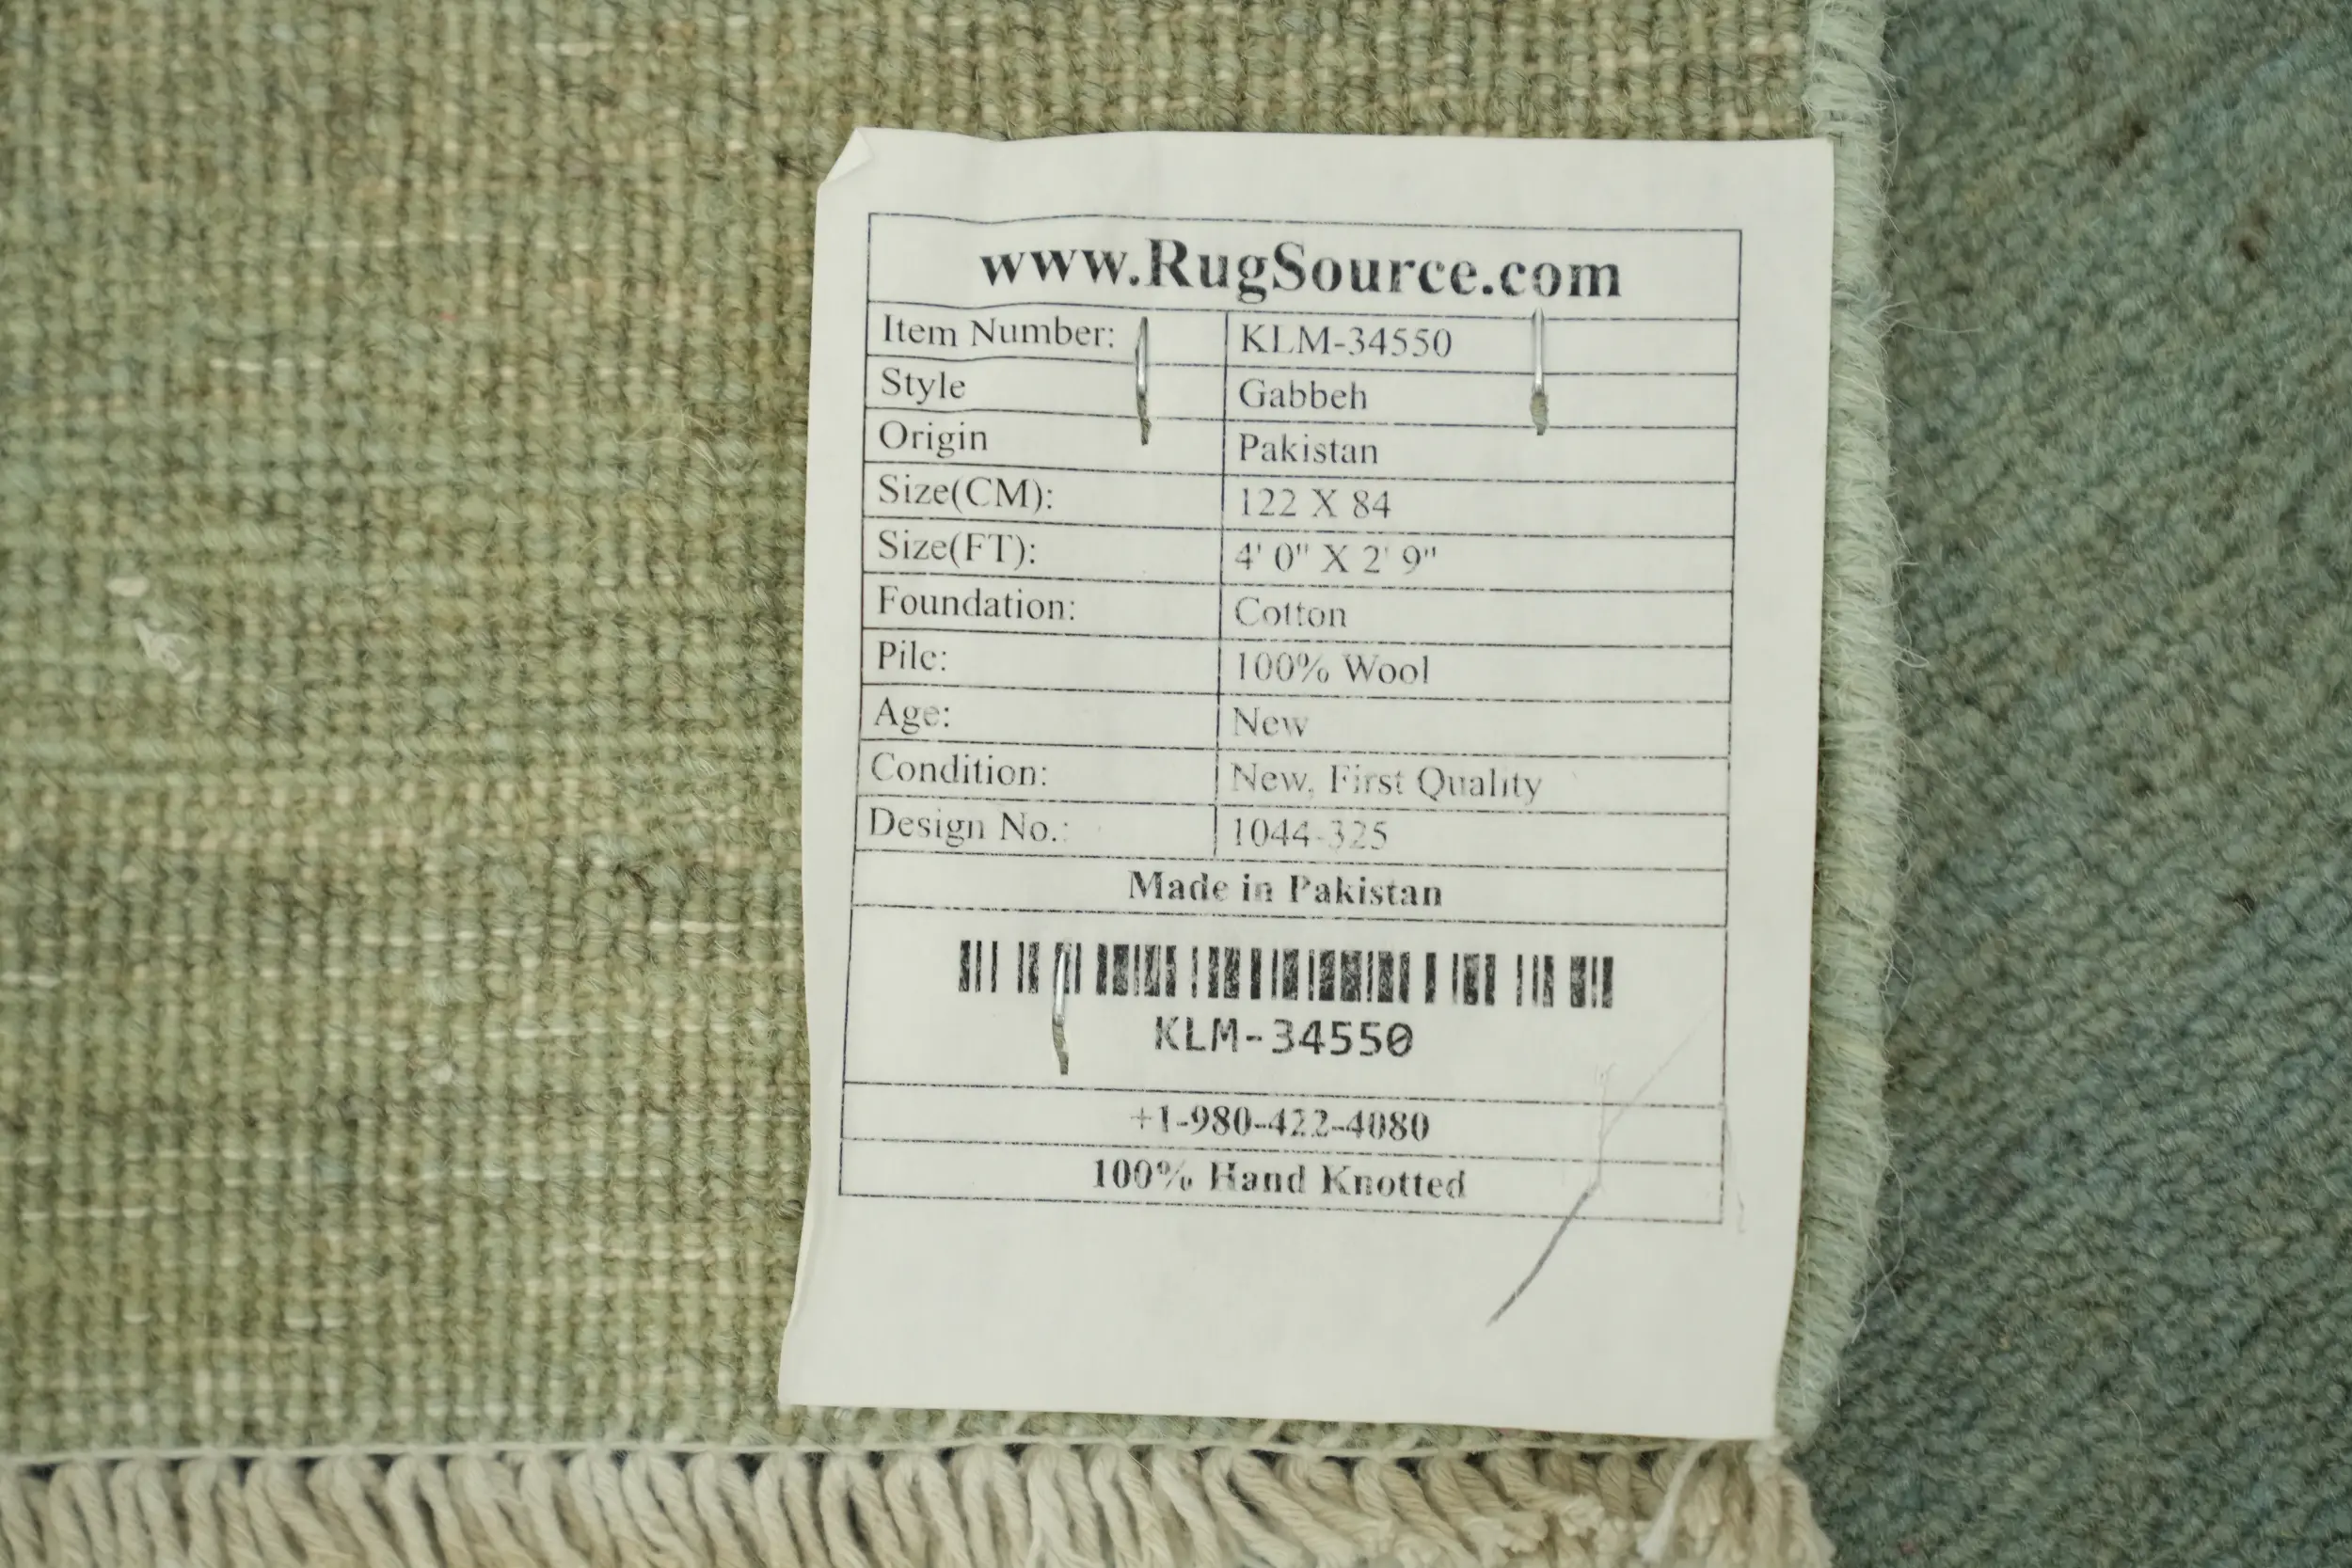 www.RugSource.com
Item Number: KLM-34550
Style Gabbeh
Origin Pakistan
Size(CM): 122 X 84
Size(FT): 4' 0" X 2' 9"
Foundation: Cotton
Pile: 100% Wool
Age: New
Condition: New, First Quality
Design No.: 1044-325
Made in Pakistan
KLM-34550
+1-980-422-4080
100% Hand Knotted